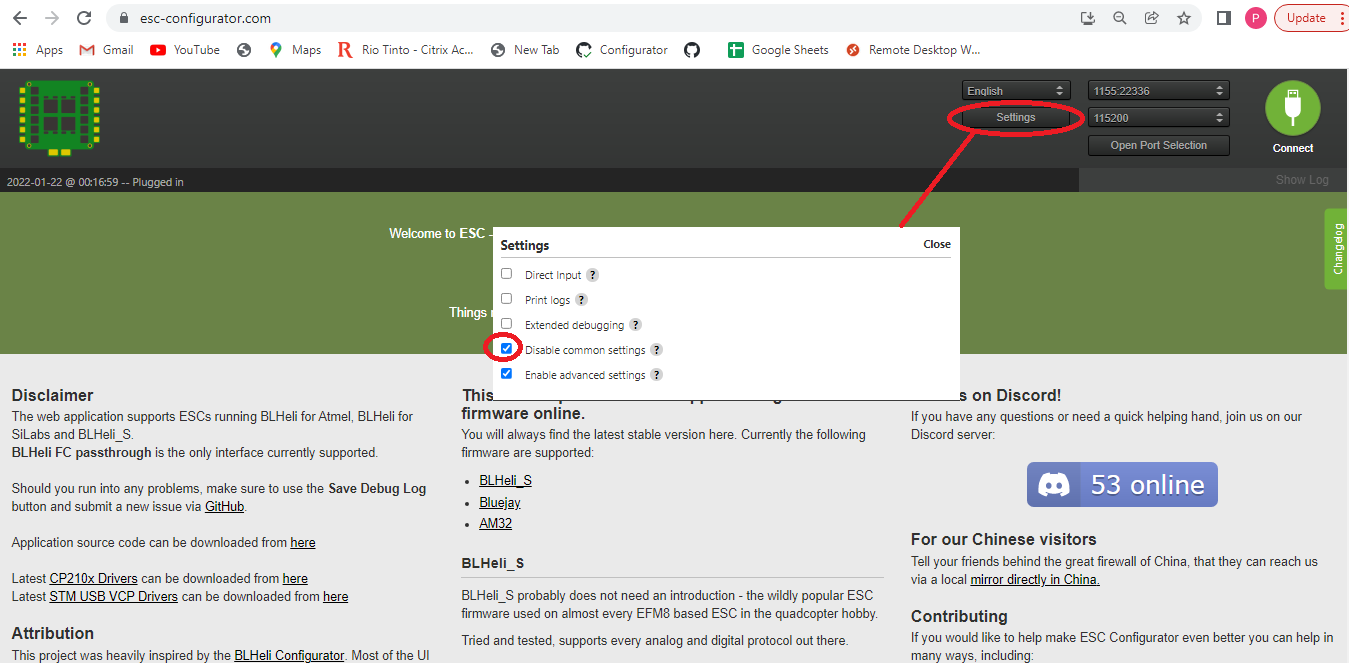 esc-configurator.com
P
Update
Apps
Gmail
YouTube
Maps
R
Rio Tinto - Citrix Ac...
New Tab
Configurator
Google Sheets
Remote Desktop W...
English
1155:22336
Settings
115200
Open Port Selection
Connect
2022-01-22 @ 00:16:59 -- Plugged in
Show Log
Changelog
Welcome to ESC -
Things
Settings
Close
Direct Input ?
Print logs ?
Extended debugging ?
Disable common settings ?
Enable advanced settings ?
Disclaimer
The web application supports ESCs running BLHeli for Atmel, BLHeli for
SiLabs and BLHeli_S.
BLHeli FC passthrough is the only interface currently supported.
Should you run into any problems, make sure to use the Save Debug Log
button and submit a new issue via GitHub.
Application source code can be downloaded from here
Latest CP210x Drivers can be downloaded from here
Latest STM USB VCP Drivers can be downloaded from here
Attribution
This project was heavily inspired by the BLHeli Configurator. Most of the UI
This
firmware online.
You will always find the latest stable version here. Currently the following
firmware are supported:
BLHeli_S
Bluejay
AM32
BLHeli_S
BLHeli_S probably does not need an introduction - the wildly popular ESC
firmware used on almost every EFM8 based ESC in the quadcopter hobby.
Tried and tested, supports every analog and digital protocol out there.
s on Discord!
If you have any questions or need a quick helping hand, join us on our
Discord server:
53 online
For our Chinese visitors
Tell your friends behind the great firewall of China, that they can reach us
via a local mirror directly in China.
Contributing
If you would like to help make ESC Configurator even better you can help in
many ways, including: